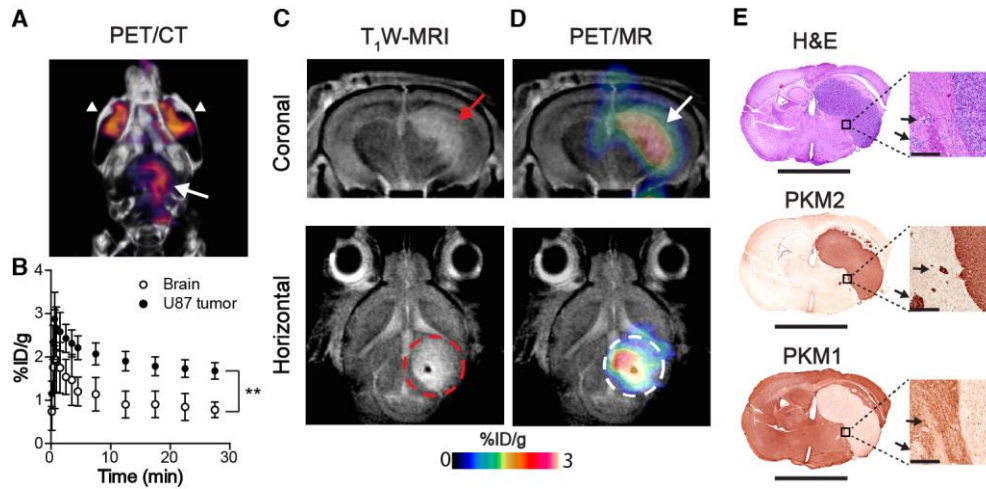 A
PET/CT
B
4
3
2
1
0
%ID/g
Brain
U87 tumor
**
0 10 20 30
Time (min)
C
T1W-MRI
D
PET/MR
Coronal
Horizontal
%ID/g
0 3
E
H&E
PKM2
PKM1